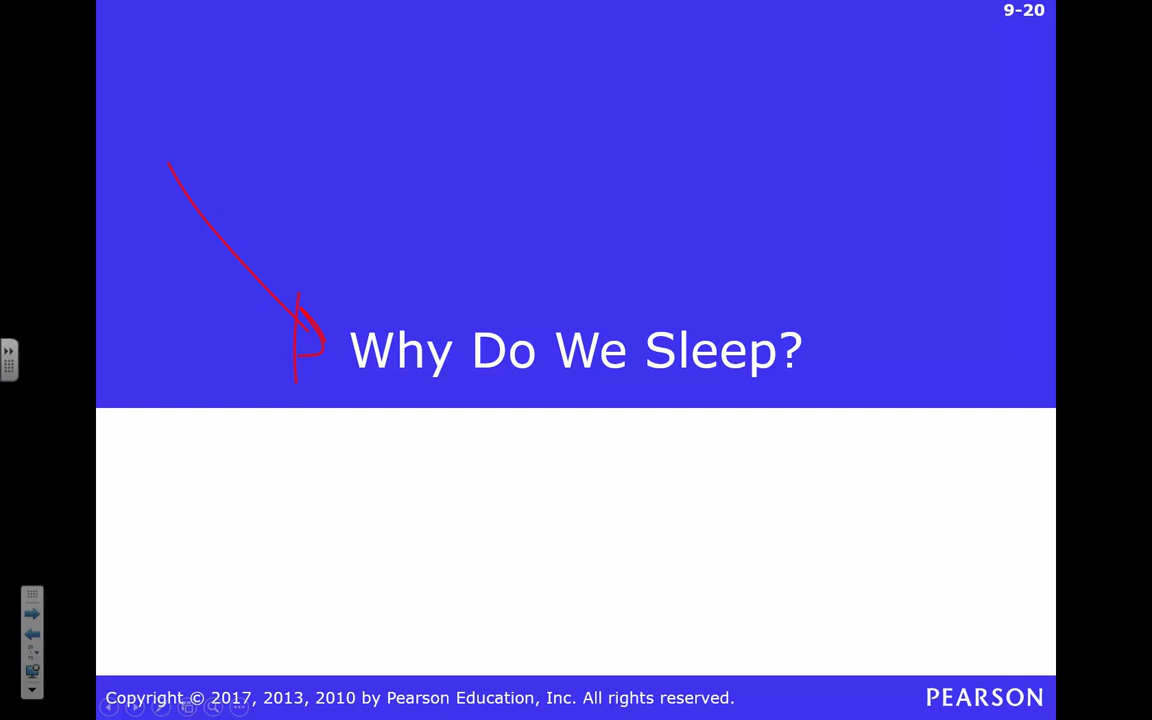 9-20
Why Do We Sleep?
Copyright © 2017, 2013, 2010 by Pearson Education, Inc. All rights reserved.
PEARSON